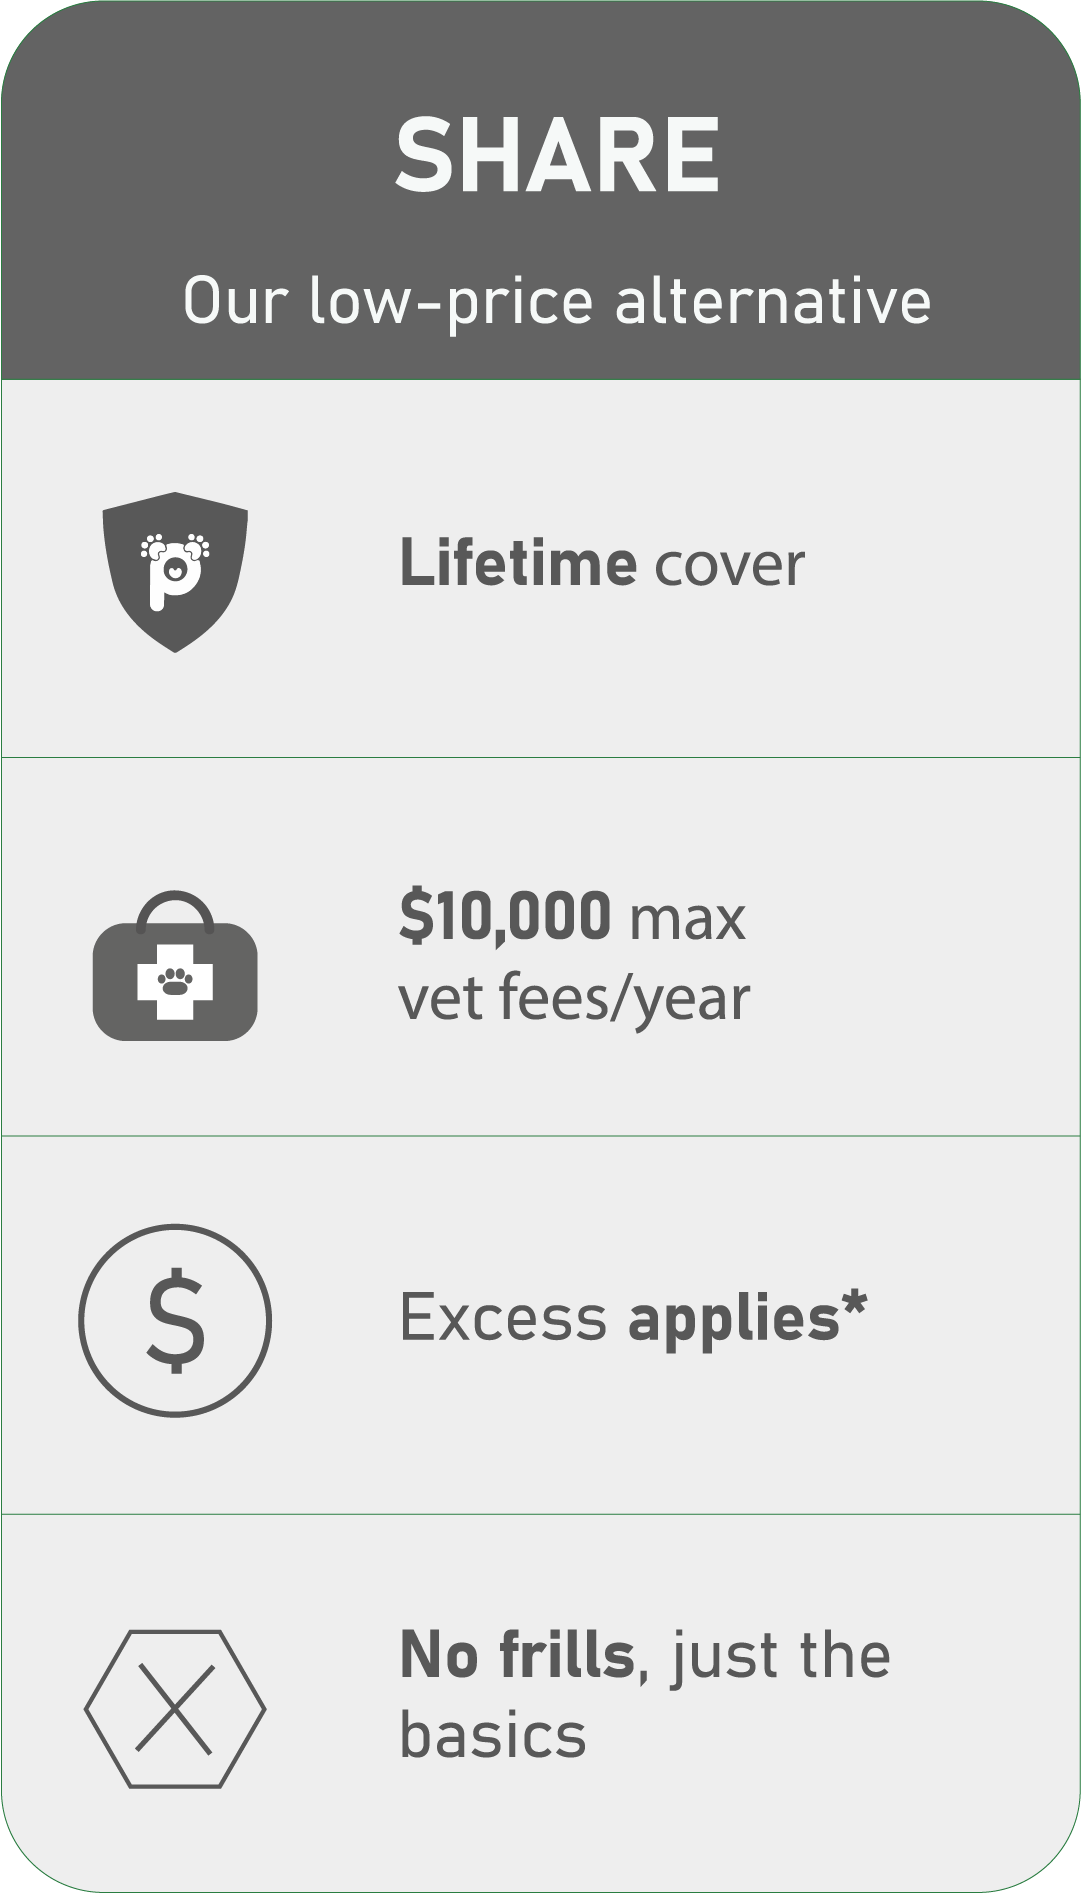 SHARE
Our low-price alternative
p
Lifetime cover
$10,000 max
vet fees/year
$
Excess applies*
No frills, just the
basics